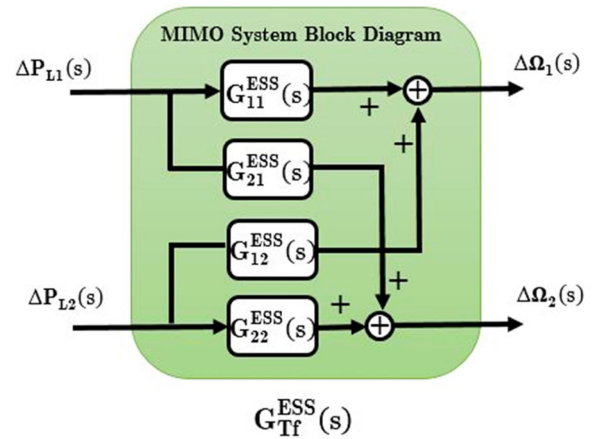 MIMO System Block Diagram
ΔP_L1(s)
G_11^ESS(s)
+
+
ΔΩ_1(s)
+
G_21^ESS(s)
G_12^ESS(s)
+
ΔP_L2(s)
G_22^ESS(s)
+
+
ΔΩ_2(s)
G_Tf^ESS(s)